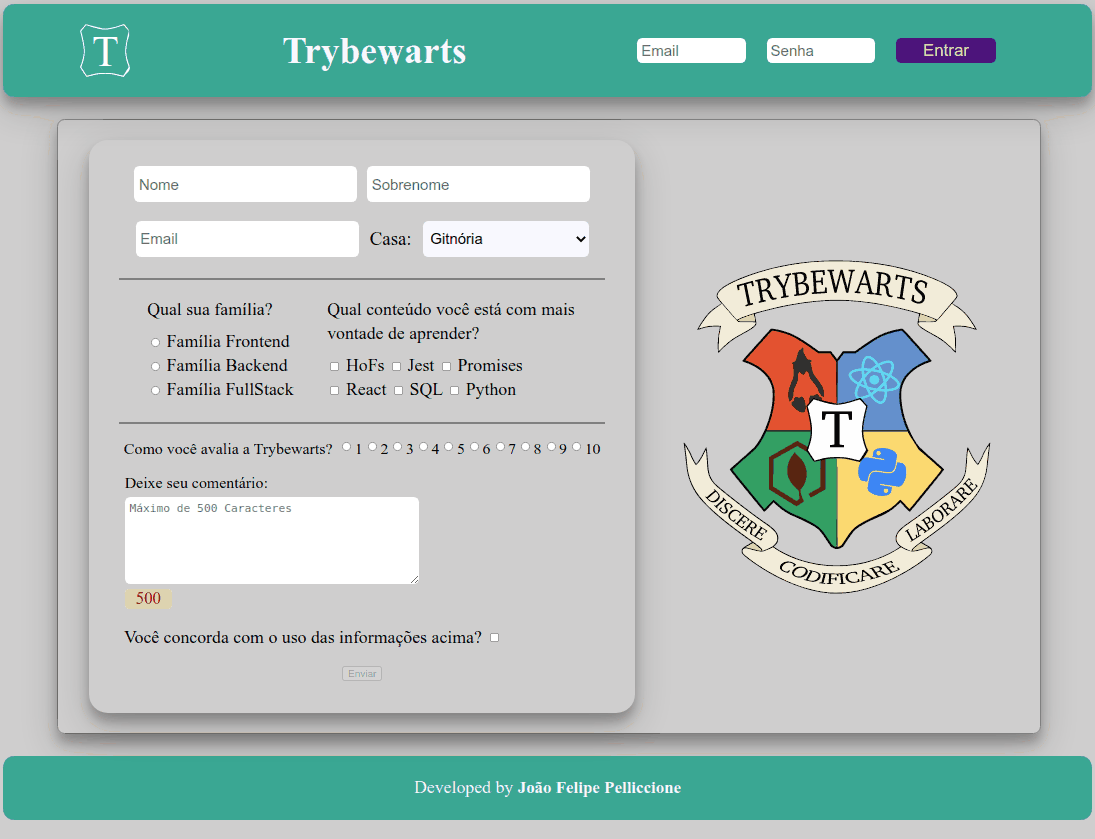 T
Trybewarts
Email
Senha
Entrar
Nome
Sobrenome
Email
Casa:
Gitnória
Qual sua família?
Família Frontend
Família Backend
Família FullStack
Qual conteúdo você está com mais
vontade de aprender?
HoFs Jest Promises
React SQL Python
Como você avalia a Trybewarts? 1 2 3 4 5 6 7 8 9 10
Deixe seu comentário:
Máximo de 500 Caracteres
500
Você concorda com o uso das informações acima?
Enviar
TRYBEWARTS
T
DISCERE
CODIFICARE
LABORARE
Developed by João Felipe Pelliccione